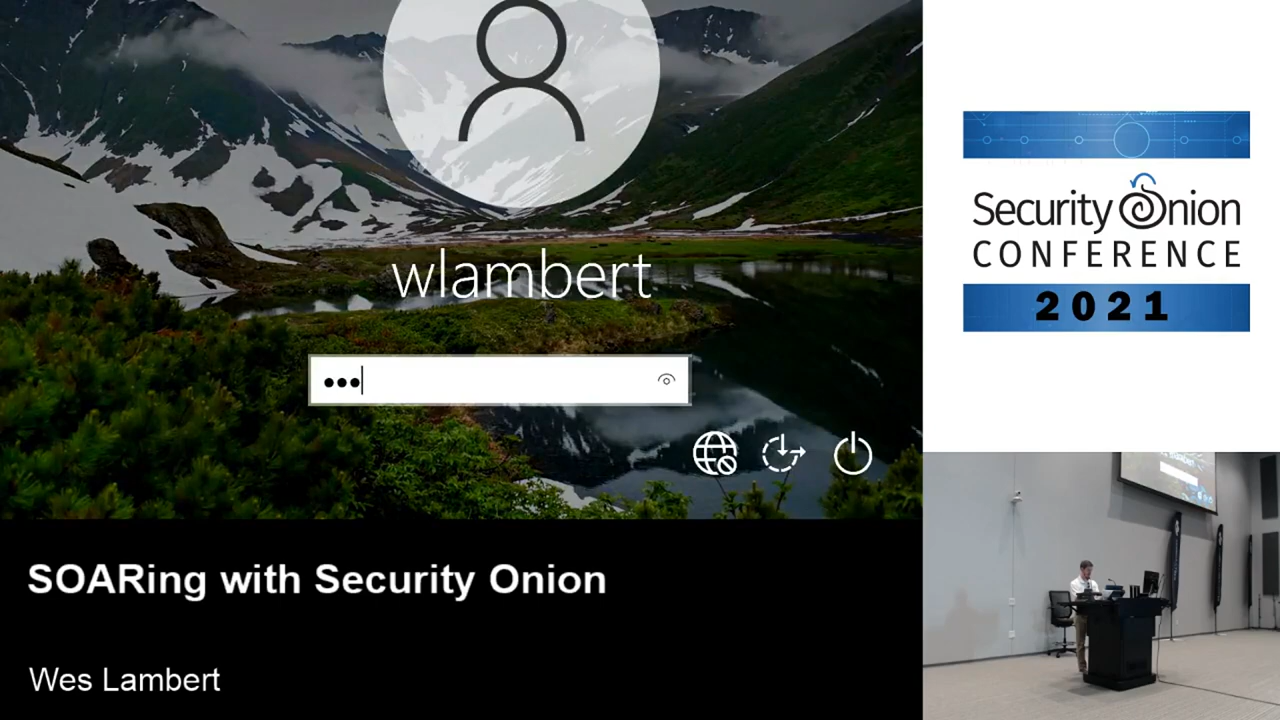 wlambert
Security Onion
CONFERENCE
2021
SOARing with Security Onion
Wes Lambert